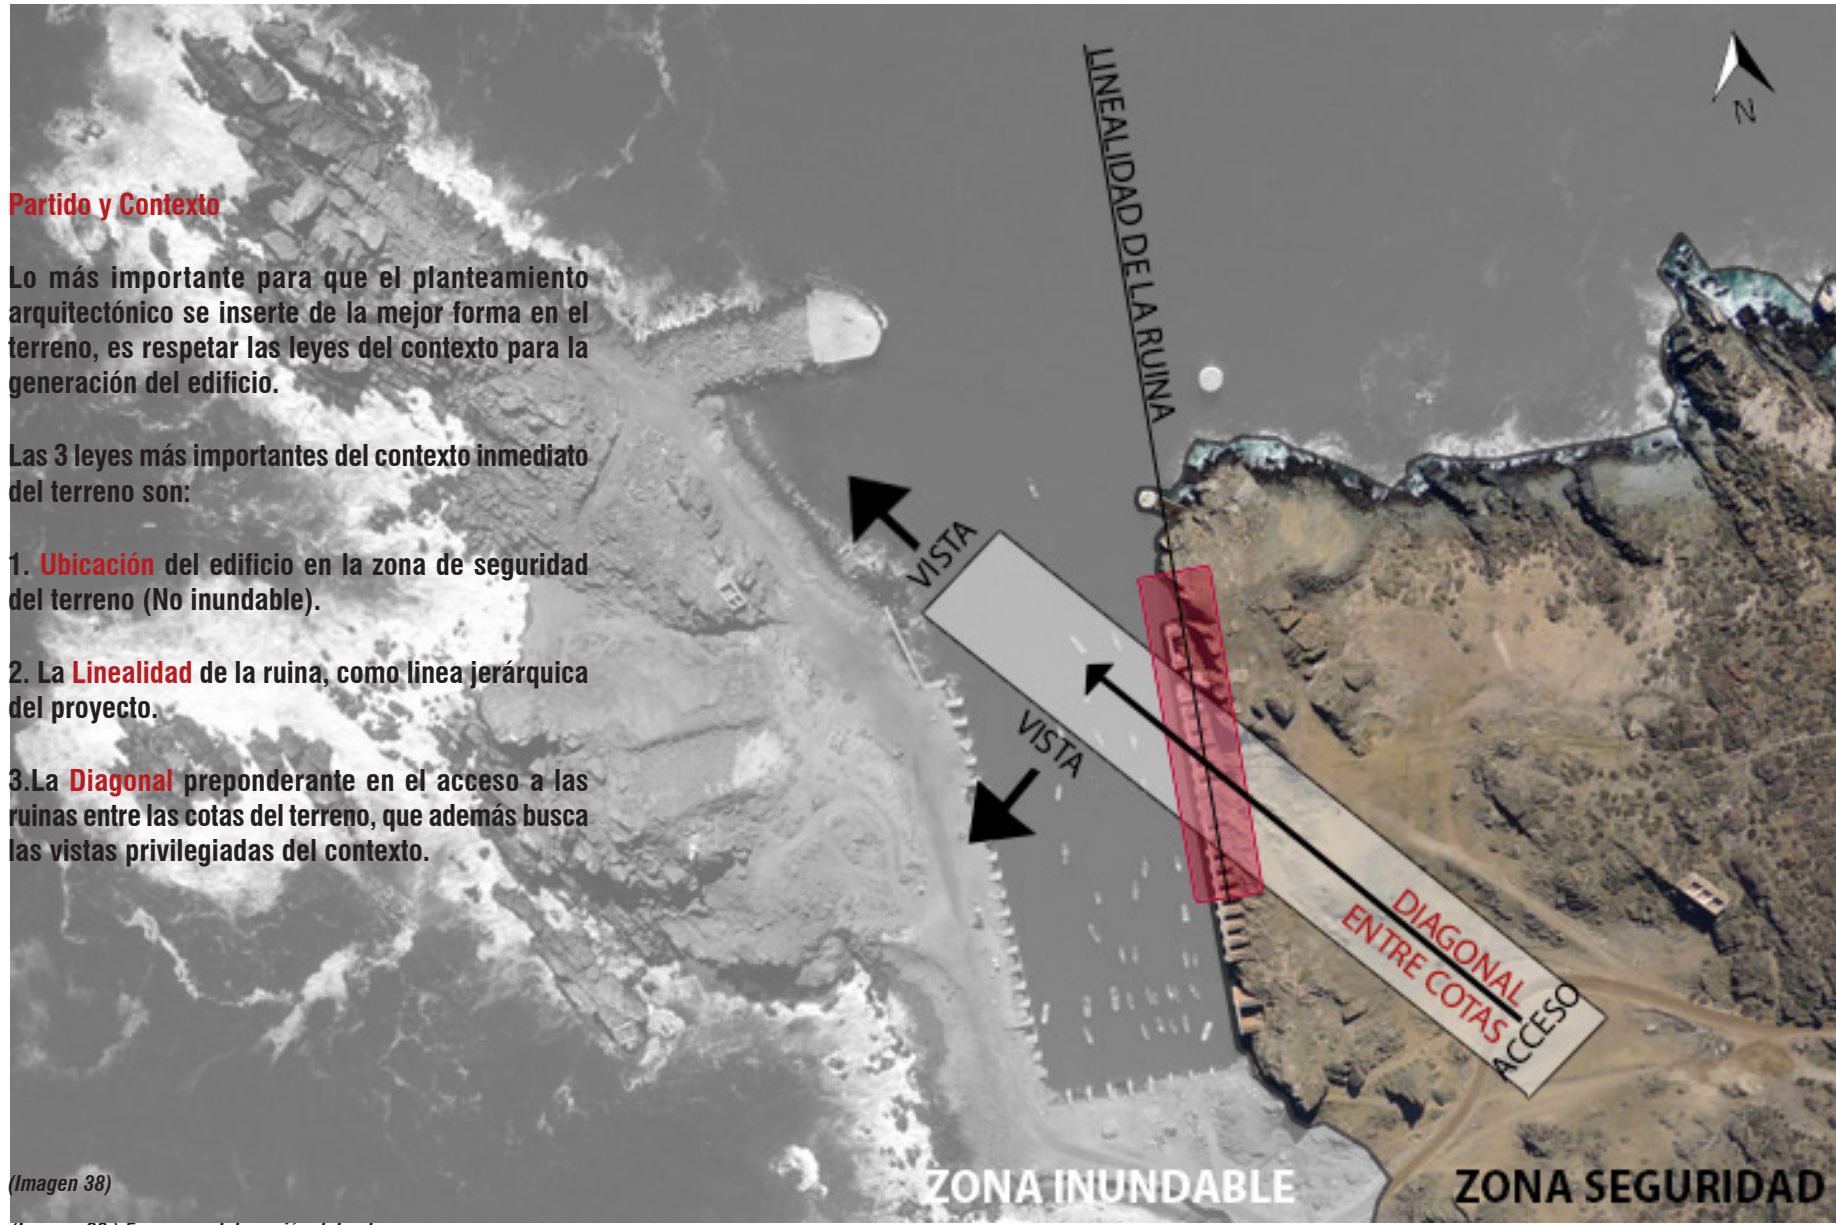 Partido y Contexto
Lo más importante para que el planteamiento
arquitectónico se inserte de la mejor forma en el
terreno, es respetar las leyes del contexto para la
generación del edificio.
Las 3 leyes más importantes del contexto inmediato
del terreno son:
1. Ubicación del edificio en la zona de seguridad
del terreno (No inundable).
2. La Linealidad de la ruina, como linea jerárquica
del proyecto.
3.La Diagonal preponderante en el acceso a las
ruinas entre las cotas del terreno, que además busca
las vistas privilegiadas del contexto.
(Imagen 38)
LINEALIDAD DE LA RUINA
N
VISTA
VISTA
DIAGONAL
ENTRE COTAS
ACCESO
ZONA INUNDABLE
ZONA SEGURIDAD